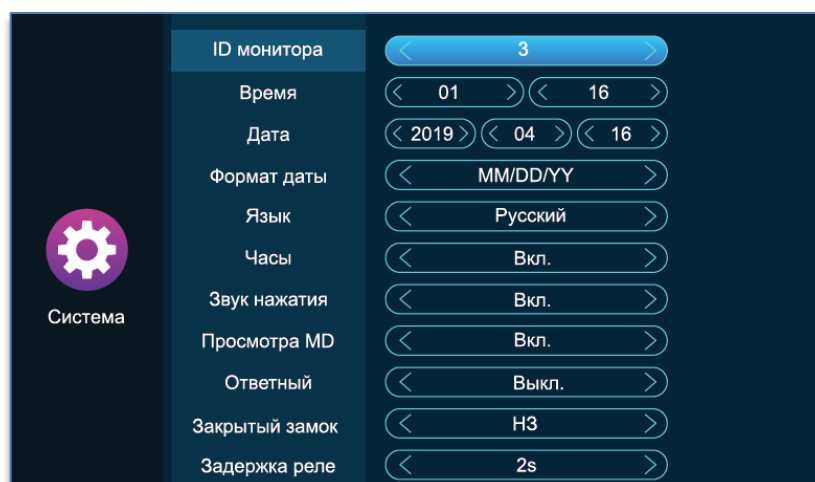 ID монитора 3
Время 01 16
Дата 2019 04 16
Формат даты MM/DD/YY
Язык Русский
Часы Вкл.
Звук нажатия Вкл.
Система
Просмотра MD Вкл.
Ответный Выкл.
Закрытый замок НЗ
Задержка реле 2s